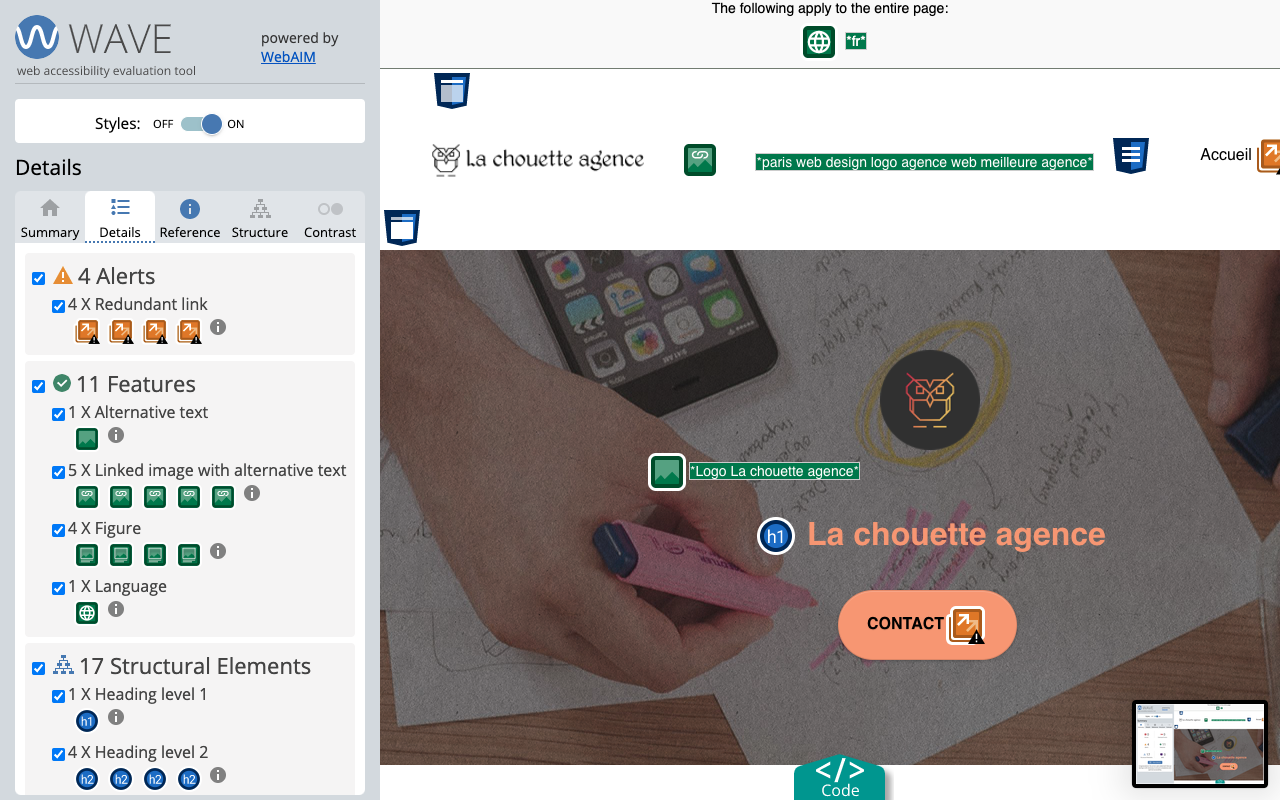 WAVE
web accessibility evaluation tool
powered by
WebAIM
Styles: OFF ON
Details
Summary Details Reference Structure Contrast
4 Alerts
4 X Redundant link
11 Features
1 X Alternative text
5 X Linked image with alternative text
4 X Figure
1 X Language
17 Structural Elements
1 X Heading level 1
h1
4 X Heading level 2
h2 h2 h2 h2
The following apply to the entire page:
*fr*
La chouette agence
*paris web design logo agence web meilleure agence*
Accueil
*Logo La chouette agence*
h1 La chouette agence
CONTACT
</> 
Code